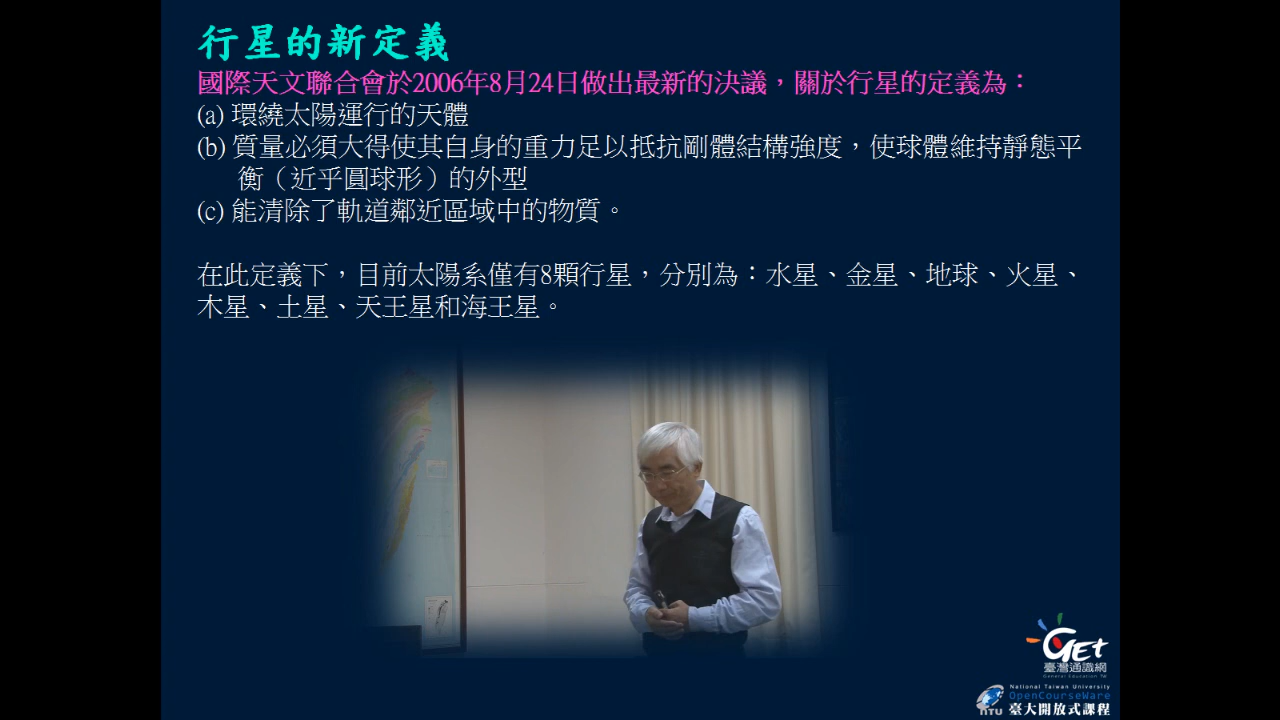 行星的新定義
國際天文聯合會於2006年8月24日做出最新的決議，關於行星的定義為：
(a) 環繞太陽運行的天體
(b) 質量必須大得使其自身的重力足以抵抗剛體結構強度，使球體維持靜態平
衡（近乎圓球形）的外型
(c) 能清除了軌道鄰近區域中的物質。
在此定義下，目前太陽系僅有8顆行星，分別為：水星、金星、地球、火星、
木星、土星、天王星和海王星。
GEt
臺灣通識網
General Education TW
National Taiwan University
OpenCourseWare
NTU 臺大開放式課程